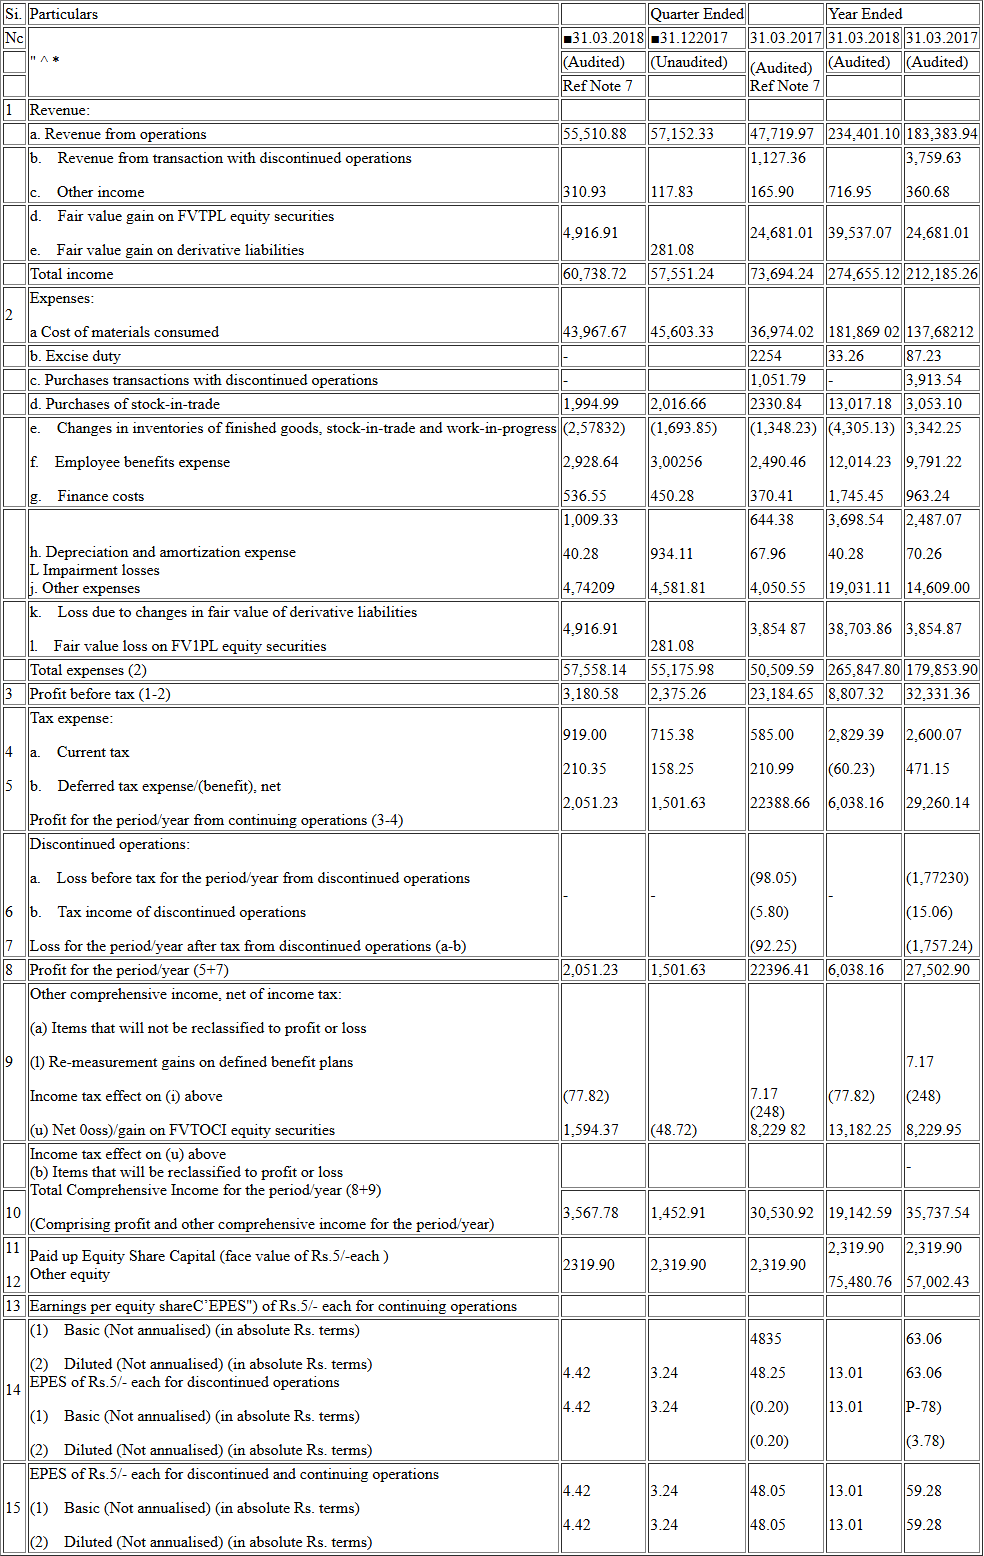 Si. Particulars Quarter Ended Year Ended
Nc ■31.03.2018 ■31.122017 31.03.2017 31.03.2018 31.03.2017
" ^ * (Audited) (Unaudited) (Audited) (Audited) (Audited)
Ref Note 7 Ref Note 7
1 Revenue:
a. Revenue from operations 55,510.88 57,152.33 47,719.97 234,401.10 183,383.94
b. Revenue from transaction with discontinued operations 1,127.36 3,759.63
c. Other income 310.93 117.83 165.90 716.95 360.68
d. Fair value gain on FVTPL equity securities
4,916.91 24,681.01 39,537.07 24,681.01
e. Fair value gain on derivative liabilities 281.08
Total income 60,738.72 57,551.24 73,694.24 274,655.12 212,185.26
Expenses:
2
a Cost of materials consumed 43,967.67 45,603.33 36,974.02 181,869 02 137,68212
b. Excise duty - 2254 33.26 87.23
c. Purchases transactions with discontinued operations - 1,051.79 - 3,913.54
d. Purchases of stock-in-trade 1,994.99 2,016.66 2330.84 13,017.18 3,053.10
e. Changes in inventories of finished goods, stock-in-trade and work-in-progress (2,57832) (1,693.85) (1,348.23) (4,305.13) 3,342.25
f. Employee benefits expense 2,928.64 3,00256 2,490.46 12,014.23 9,791.22
g. Finance costs 536.55 450.28 370.41 1,745.45 963.24
1,009.33 644.38 3,698.54 2,487.07
h. Depreciation and amortization expense 40.28 934.11 67.96 40.28 70.26
L Impairment losses
j. Other expenses 4,74209 4,581.81 4,050.55 19,031.11 14,609.00
k. Loss due to changes in fair value of derivative liabilities
4,916.91 3,854 87 38,703.86 3,854.87
l. Fair value loss on FV1PL equity securities 281.08
Total expenses (2) 57,558.14 55,175.98 50,509.59 265,847.80 179,853.90
3 Profit before tax (1-2) 3,180.58 2,375.26 23,184.65 8,807.32 32,331.36
Tax expense:
919.00 715.38 585.00 2,829.39 2,600.07
4 a. Current tax
210.35 158.25 210.99 (60.23) 471.15
5 b. Deferred tax expense/(benefit), net
2,051.23 1,501.63 22388.66 6,038.16 29,260.14
Profit for the period/year from continuing operations (3-4)
Discontinued operations:
a. Loss before tax for the period/year from discontinued operations (98.05) (1,77230)
- - -
6 b. Tax income of discontinued operations (5.80) (15.06)
7 Loss for the period/year after tax from discontinued operations (a-b) (92.25) (1,757.24)
8 Profit for the period/year (5+7) 2,051.23 1,501.63 22396.41 6,038.16 27,502.90
Other comprehensive income, net of income tax:
(a) Items that will not be reclassified to profit or loss
9 (l) Re-measurement gains on defined benefit plans 7.17
Income tax effect on (i) above (77.82) 7.17 (77.82) (248)
(248)
(u) Net 0oss)/gain on FVTOCI equity securities 1,594.37 (48.72) 8,229 82 13,182.25 8,229.95
Income tax effect on (u) above
(b) Items that will be reclassified to profit or loss -
Total Comprehensive Income for the period/year (8+9)
10 3,567.78 1,452.91 30,530.92 19,142.59 35,737.54
(Comprising profit and other comprehensive income for the period/year)
11 2,319.90 2,319.90
Paid up Equity Share Capital (face value of Rs.5/-each )
2319.90 2,319.90 2,319.90
Other equity
12 75,480.76 57,002.43
13 Earnings per equity shareC’EPES") of Rs.5/- each for continuing operations
(1) Basic (Not annualised) (in absolute Rs. terms) 4835 63.06
(2) Diluted (Not annualised) (in absolute Rs. terms) 4.42 3.24 48.25 13.01 63.06
14 EPES of Rs.5/- each for discontinued operations
(1) Basic (Not annualised) (in absolute Rs. terms) 4.42 3.24 (0.20) 13.01 P-78)
(2) Diluted (Not annualised) (in absolute Rs. terms) (0.20) (3.78)
EPES of Rs.5/- each for discontinued and continuing operations
4.42 3.24 48.05 13.01 59.28
15 (1) Basic (Not annualised) (in absolute Rs. terms)
4.42 3.24 48.05 13.01 59.28
(2) Diluted (Not annualised) (in absolute Rs. terms)